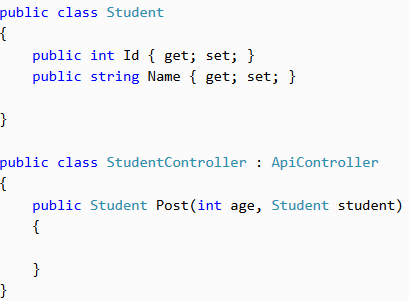 public class Student
{
    public int Id { get; set; }
    public string Name { get; set; }
}
public class StudentController : ApiController
{
    public Student Post(int age, Student student)
    {
    }
}